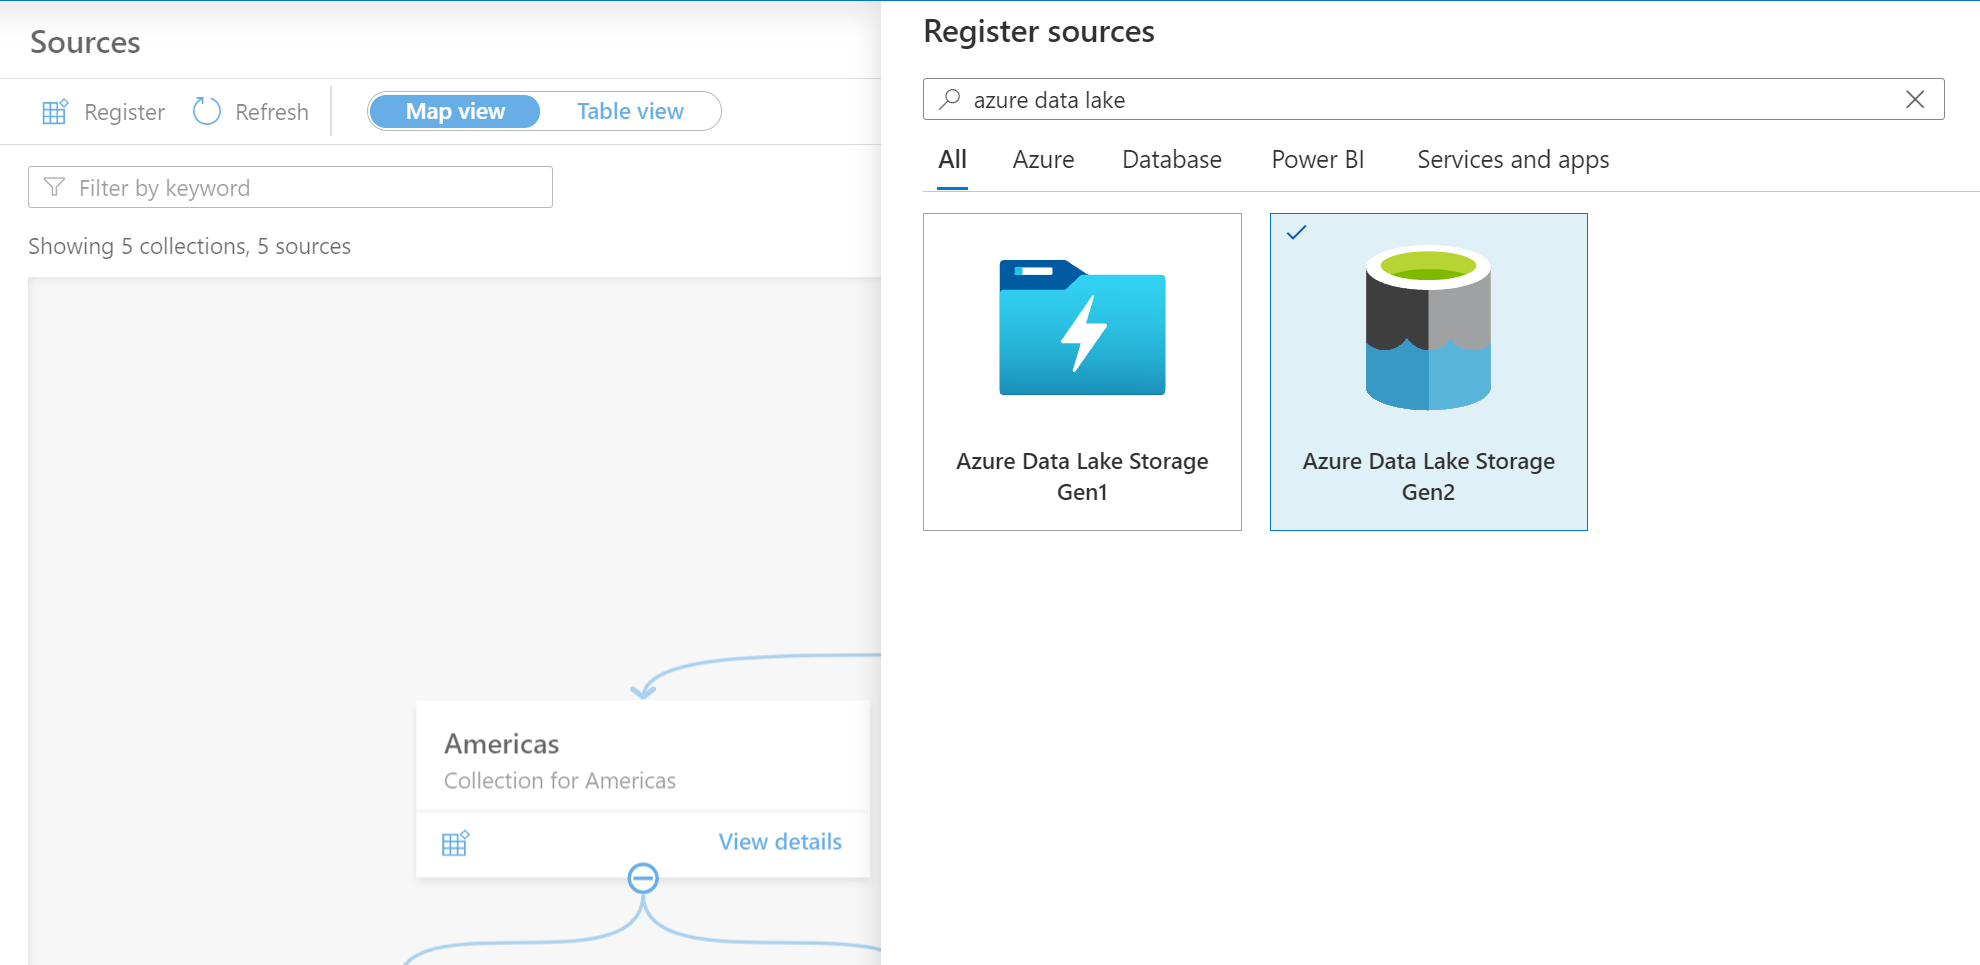 Sources
Register
Refresh
Map view
Table view
Filter by keyword
Showing 5 collections, 5 sources
Americas
Collection for Americas
View details
Register sources
azure data lake
All
Azure
Database
Power BI
Services and apps
Azure Data Lake Storage
Gen1
Azure Data Lake Storage
Gen2